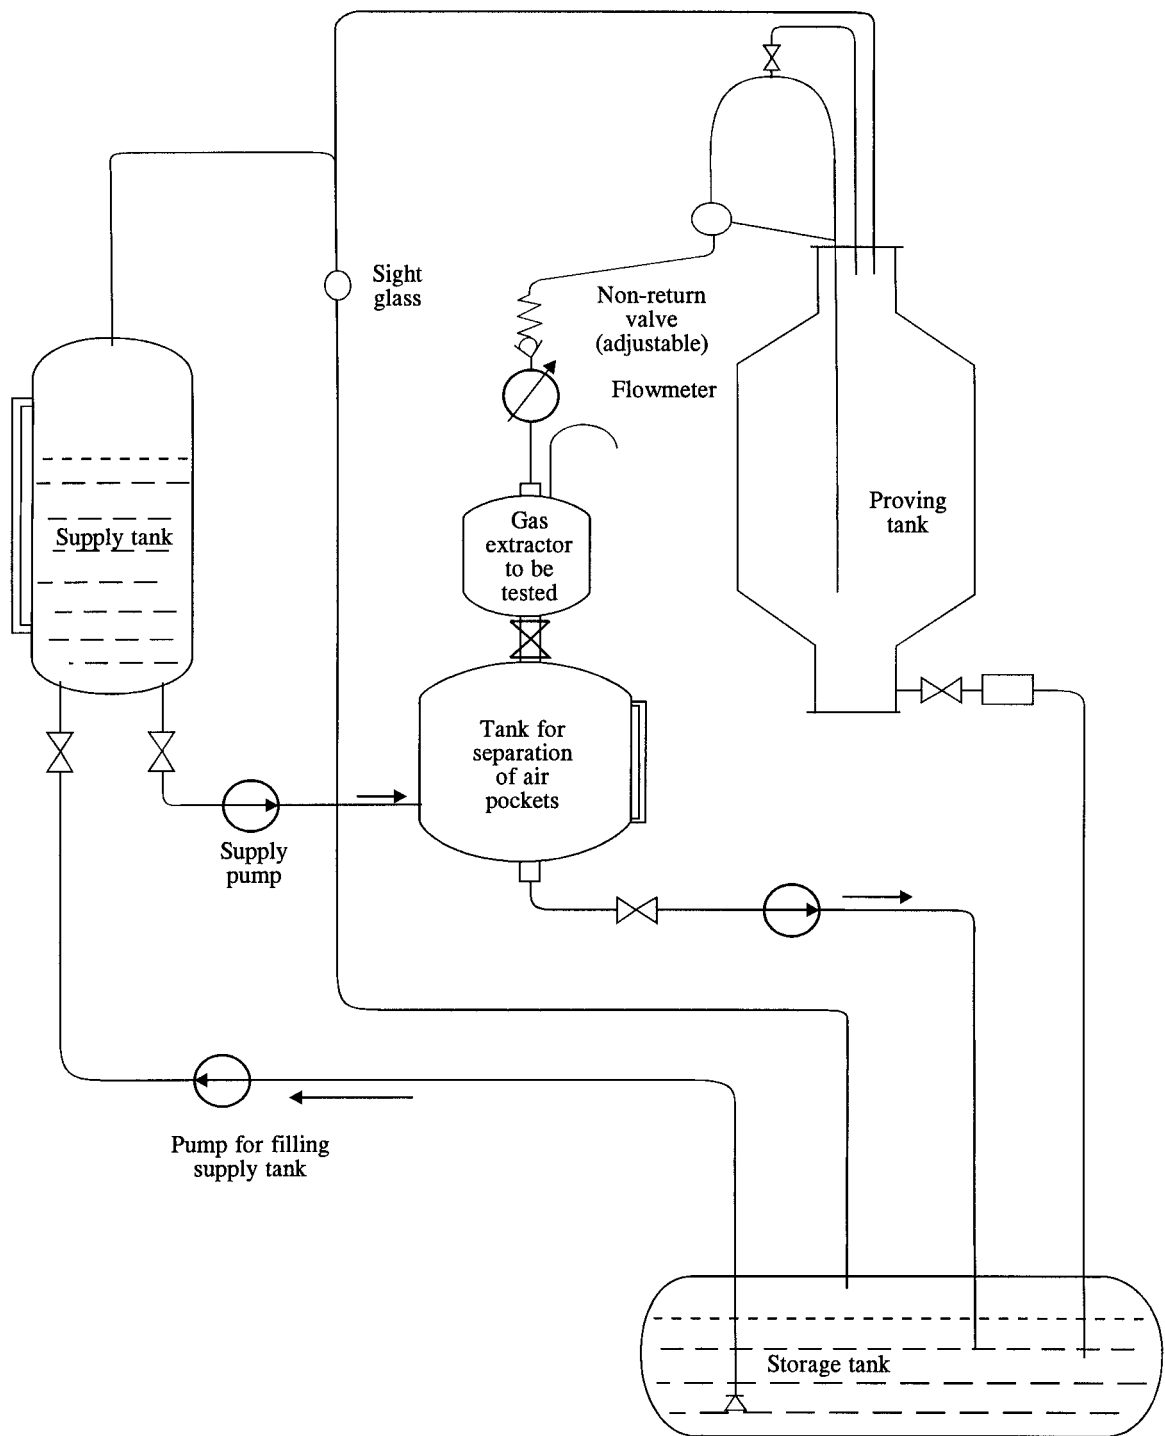 Sight
glass
Non-return
valve
(adjustable)
Flowmeter
Supply tank
Gas
extractor
to be
tested
Proving
tank
Tank for
separation
of air
pockets
Supply
pump
Pump for filling
supply tank
Storage tank